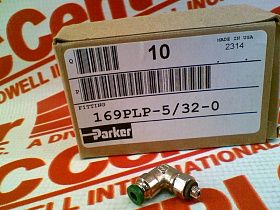 Q
10
MADE IN USA
2314
P
FITTING
169PLP-5/32-0
Parker